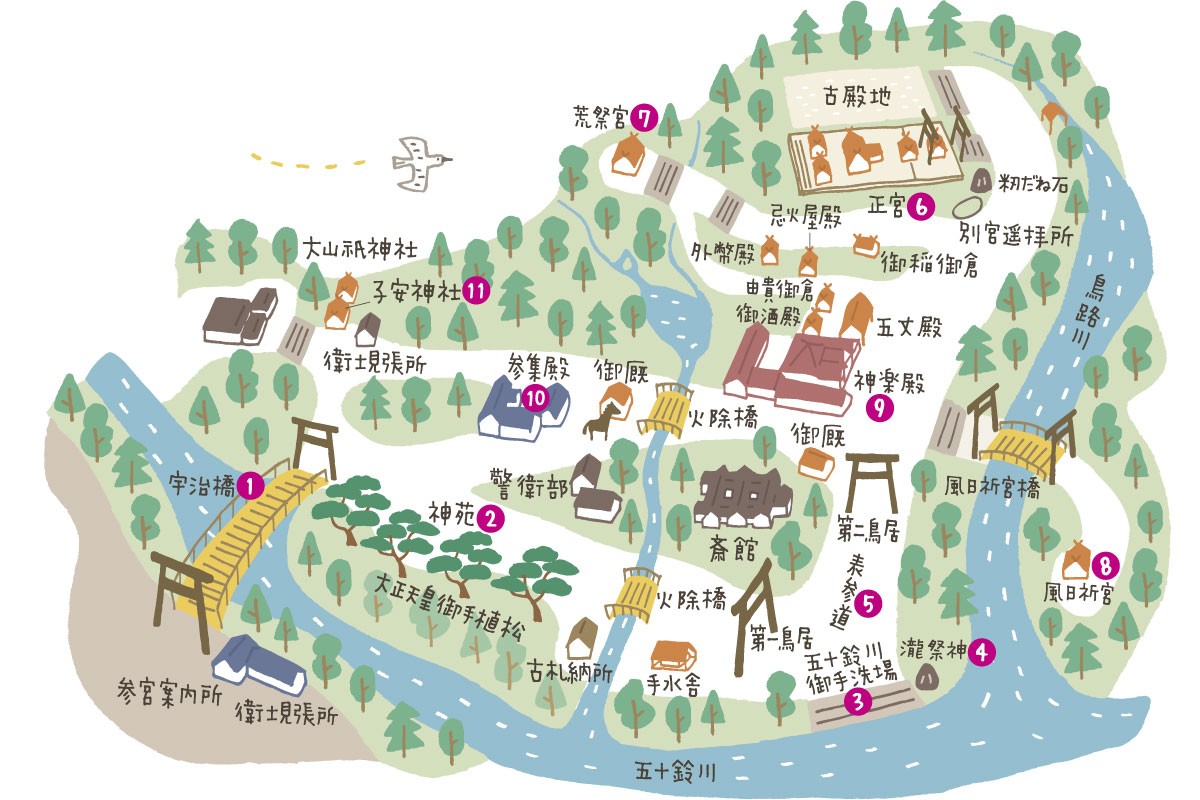 古殿地
荒祭宮 7
籾だね石
正宮 6
忌火屋殿
別宮遥拝所
外幣殿
御稲御倉
大山祇神社
子安神社 11
由貴御倉
御酒殿
五丈殿
鳥路川
衛士見張所
参集殿
10
御厩
神楽殿
9
火除橋
御厩
宇治橋 1
警衛部
風日祈宮橋
神苑 2
斎館
第二鳥居
大正天皇御手植松
表参道
5
8
風日祈宮
火除橋
第一鳥居
瀧祭神 4
古札納所
手水舎
五十鈴川
御手洗場
3
参宮案内所
衛士見張所
五十鈴川